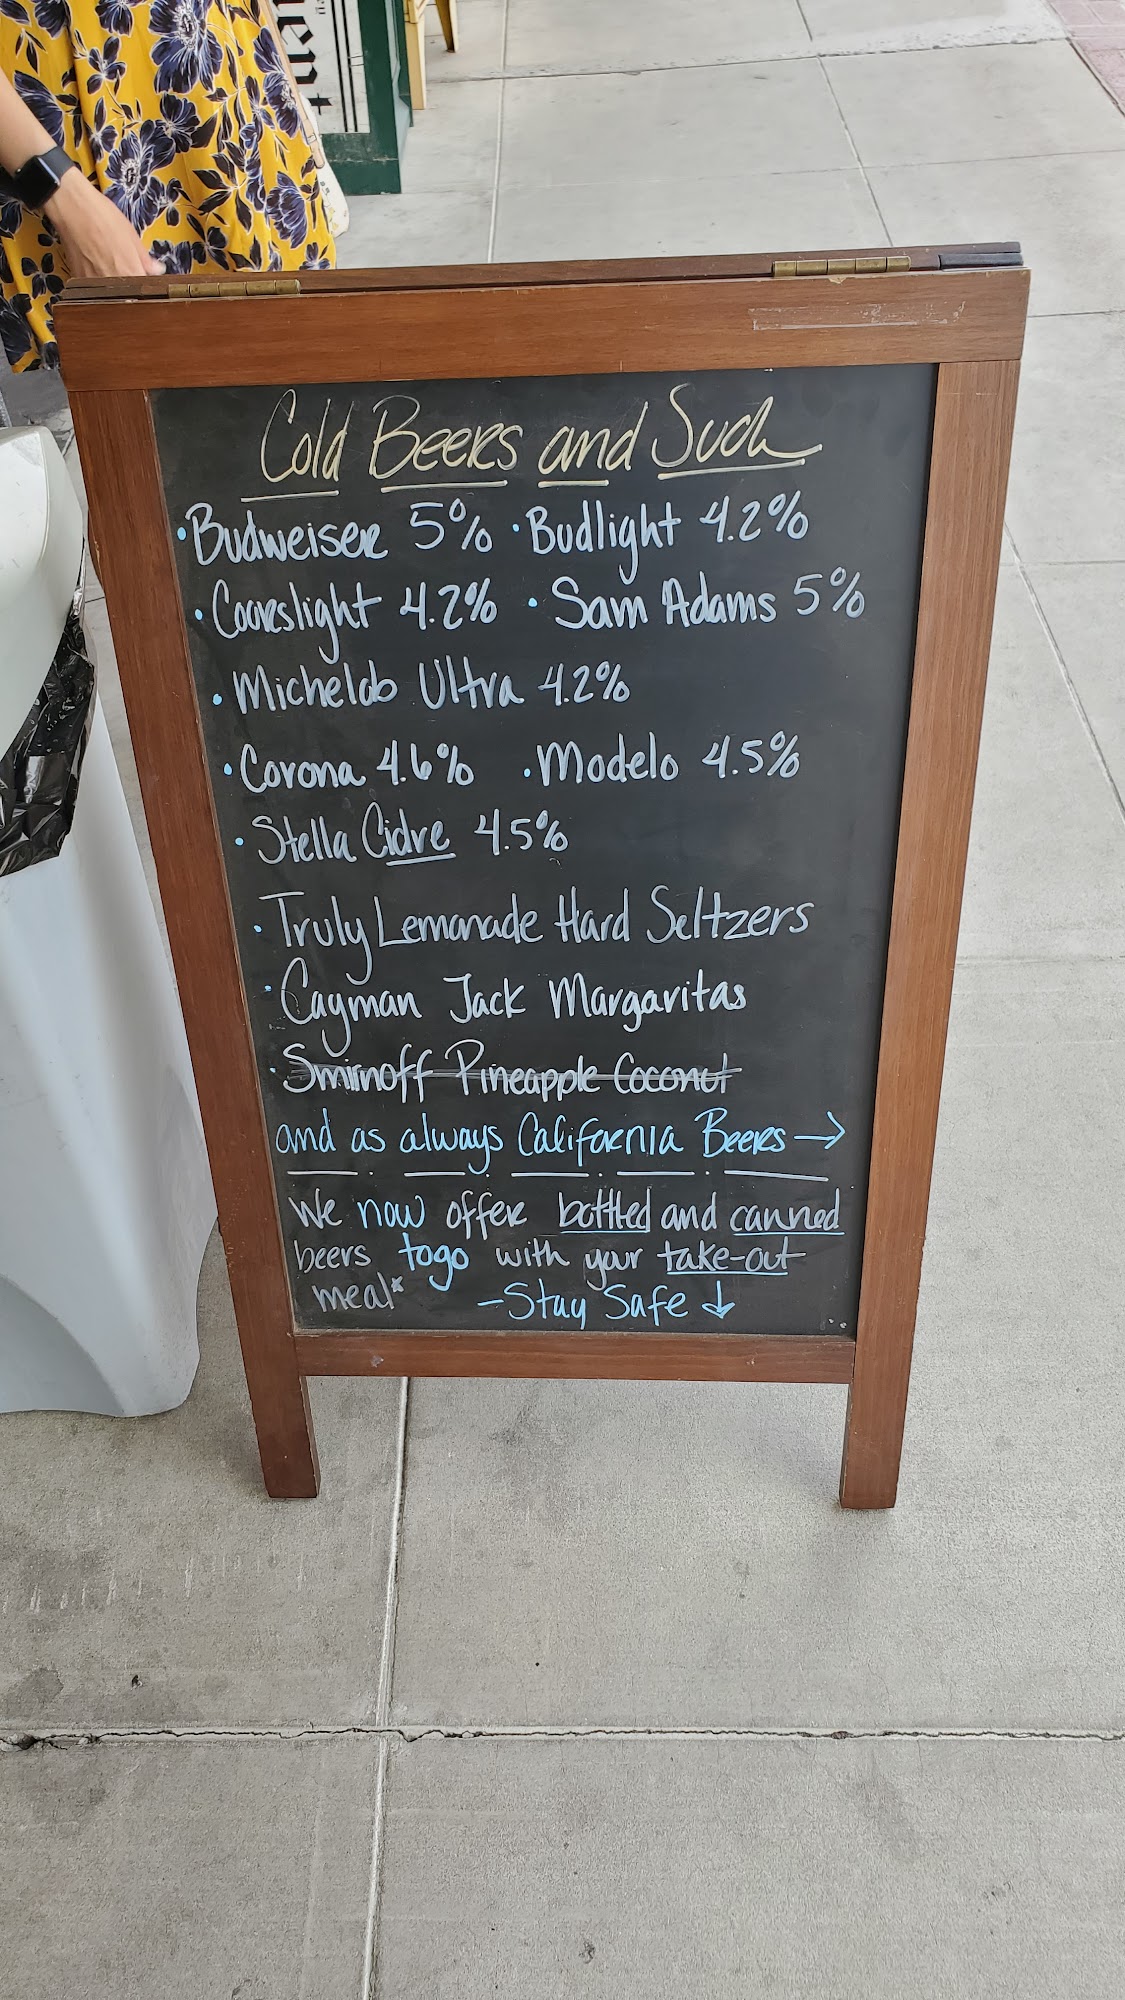 Cold Beers and Such
• Budweiser 5% • Budlight 4.2%
• Coorslight 4.2% • Sam Adams 5%
• Michelob Ultra 4.2%
• Corona 4.6% • Modelo 4.5%
• Stella Cidre 4.5%
• Truly Lemonade Hard Seltzers
• Cayman Jack Margaritas
• Smirnoff Pineapple Coconut
and as always California Beers →
We now offer bottled and canned
beers togo with your take-out
meal*
- Stay Safe ↓